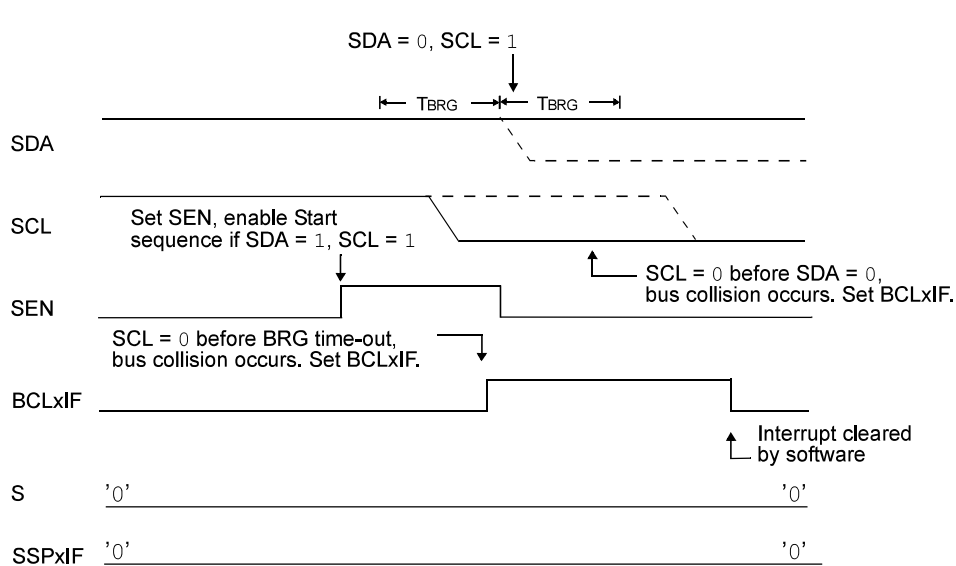 SDA = 0, SCL = 1
TBRG TBRG
SDA
SCL
Set SEN, enable Start
sequence if SDA = 1, SCL = 1
SCL = 0 before SDA = 0,
bus collision occurs. Set BCLxIF.
SEN
SCL = 0 before BRG time-out,
bus collision occurs. Set BCLxIF.
BCLxIF
Interrupt cleared
by software
S '0' '0'
SSPxIF '0' '0'